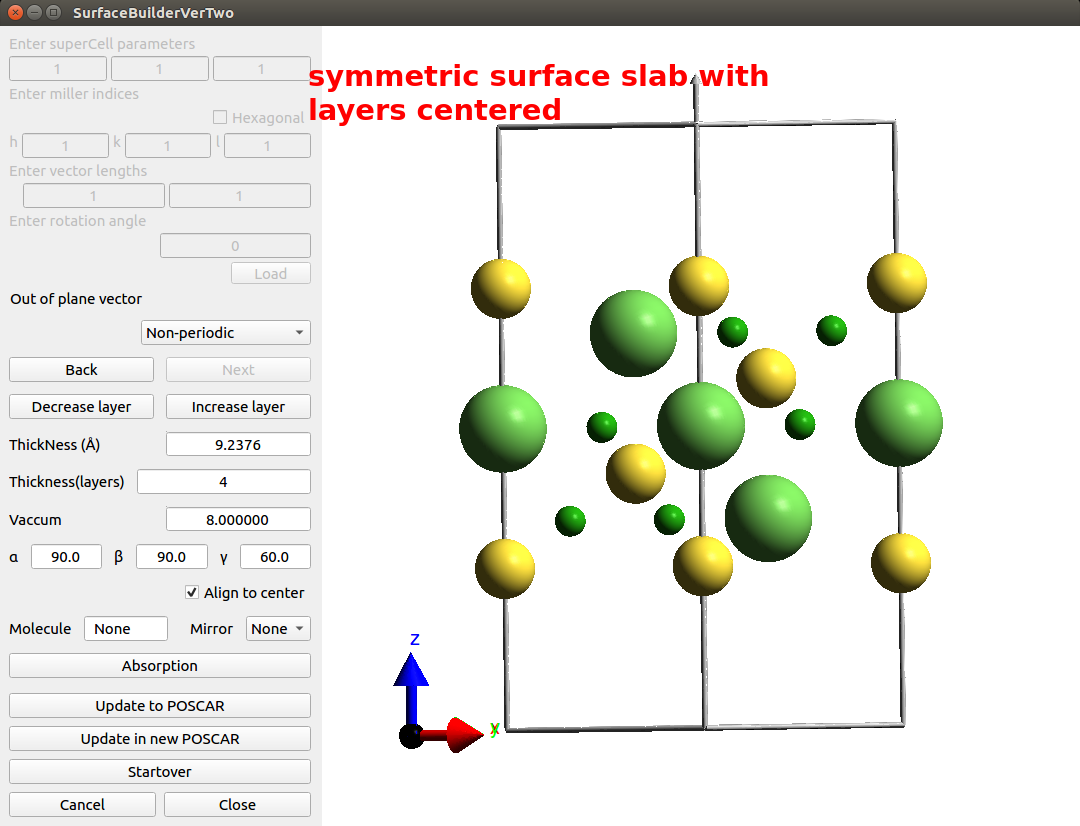 SurfaceBuilderVerTwo
Enter superCell parameters
1 1 1
Enter miller indices
Hexagonal
h 1 k 1 l 1
Enter vector lengths
1 1
Enter rotation angle
0
Load
Out of plane vector
Non-periodic
Back Next
Decrease layer Increase layer
ThickNess (Å) 9.2376
Thickness(layers) 4
Vaccum 8.000000
α 90.0 β 90.0 γ 60.0
Align to center
Molecule None Mirror None
Absorption
Update to POSCAR
Update in new POSCAR
Startover
Cancel Close
symmetric surface slab with
layers centered
z
x y